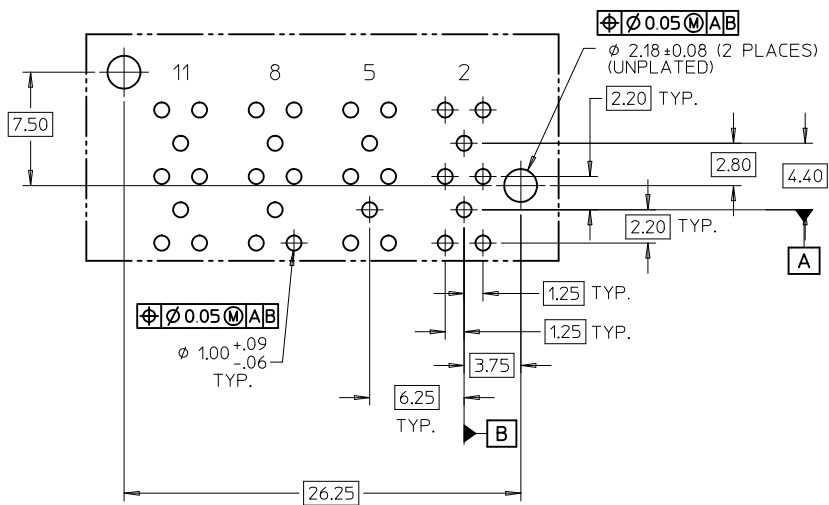 ⌖ Ø 0.05 Ⓜ A B
Ø 2.18 ±0.08 (2 PLACES)
(UNPLATED)
11 8 5 2
2.20 TYP.
7.50
2.80
4.40
2.20 TYP.
A
1.25 TYP.
⌖ Ø 0.05 Ⓜ A B
1.25 TYP.
Ø 1.00 +.09
-.06
TYP.
3.75
6.25
TYP.
B
26.25